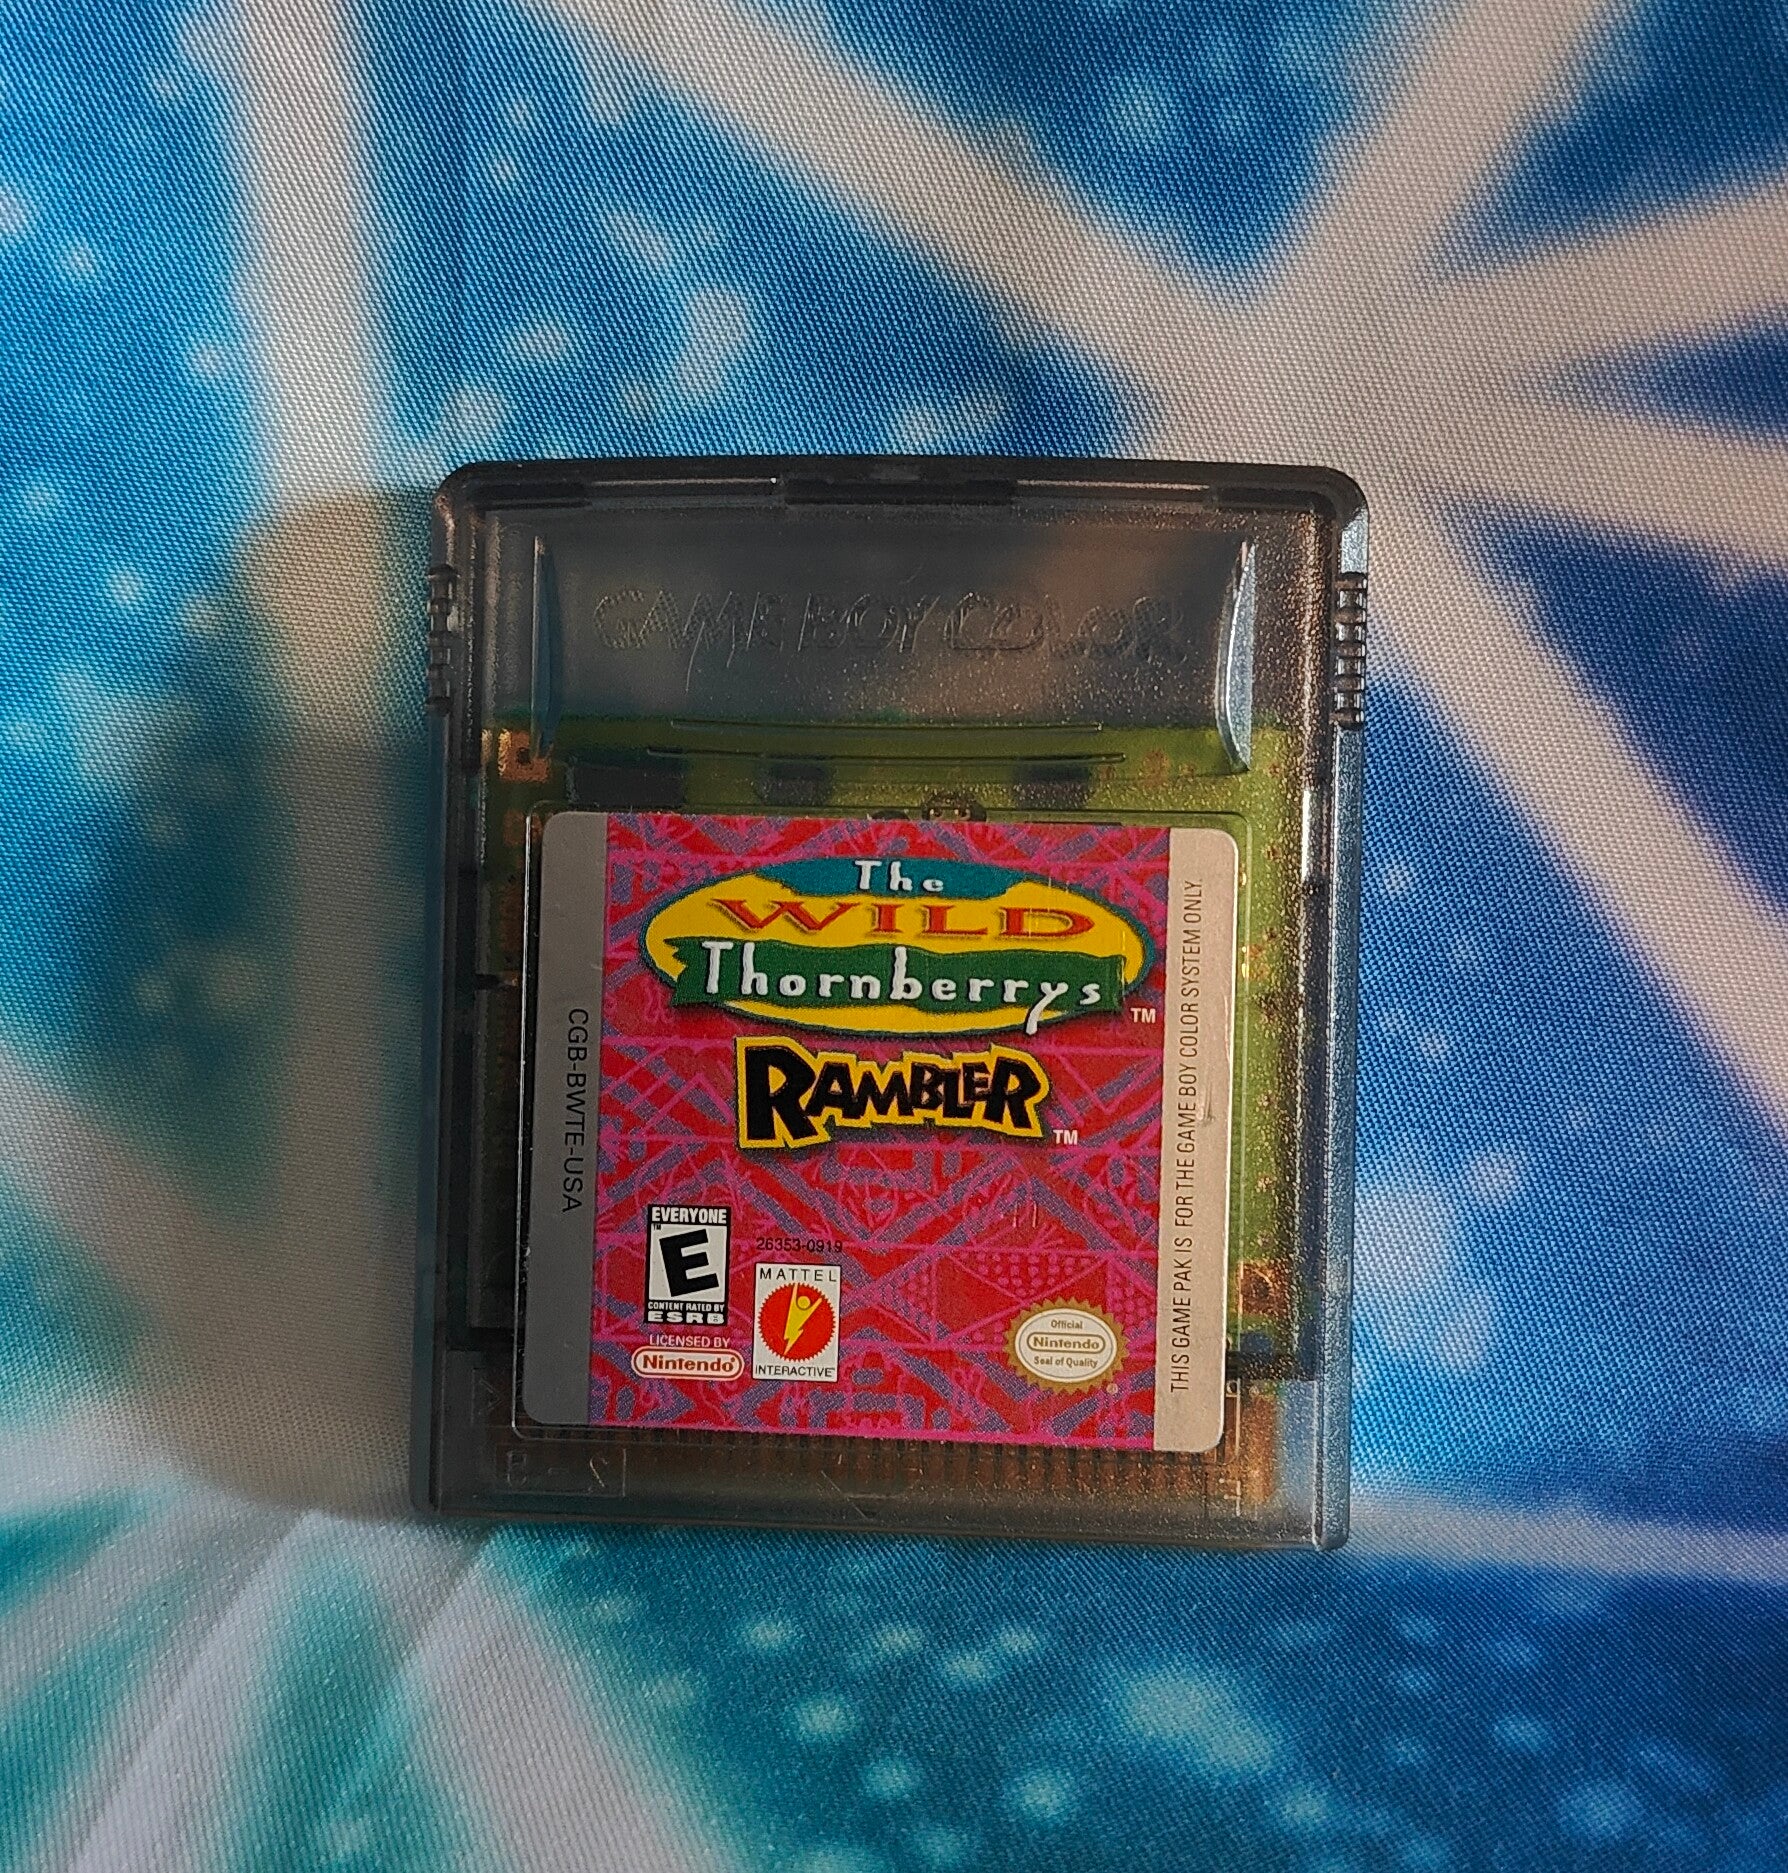 GAME BOY COLOR
The
WILD
Thornberrys
TM
RAMBLER
TM
CGB-BWTE-USA
THIS GAME PAK IS FOR THE GAME BOY COLOR SYSTEM ONLY.
EVERYONE
E
CONTENT RATED BY
ESRB
26353-0919
MATTEL
INTERACTIVE
LICENSED BY
Nintendo®
Official
Nintendo
Seal of Quality